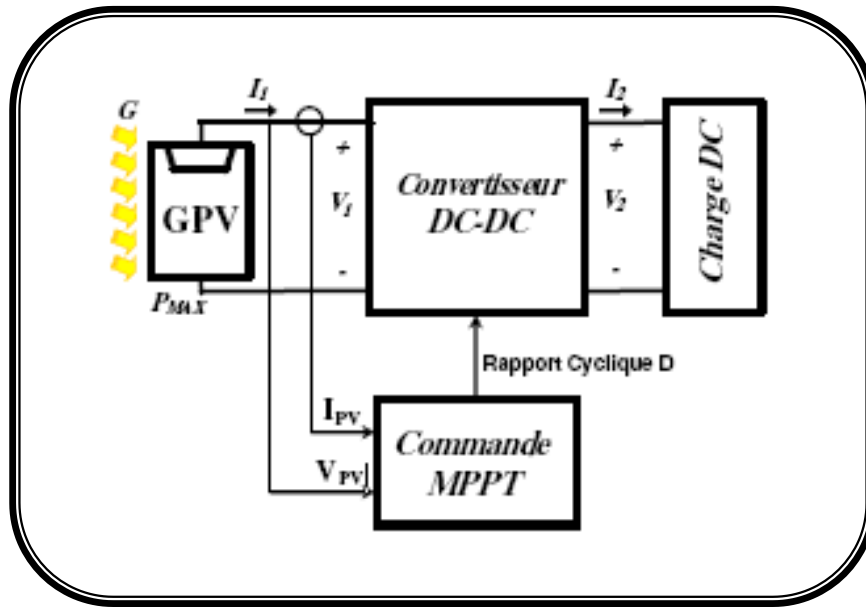 G
I1
I2
+
+
GPV
V1
Convertisseur
DC-DC
V2
Charge DC
-
-
PMAX
Rapport Cyclique D
IPV
VPV
Commande
MPPT